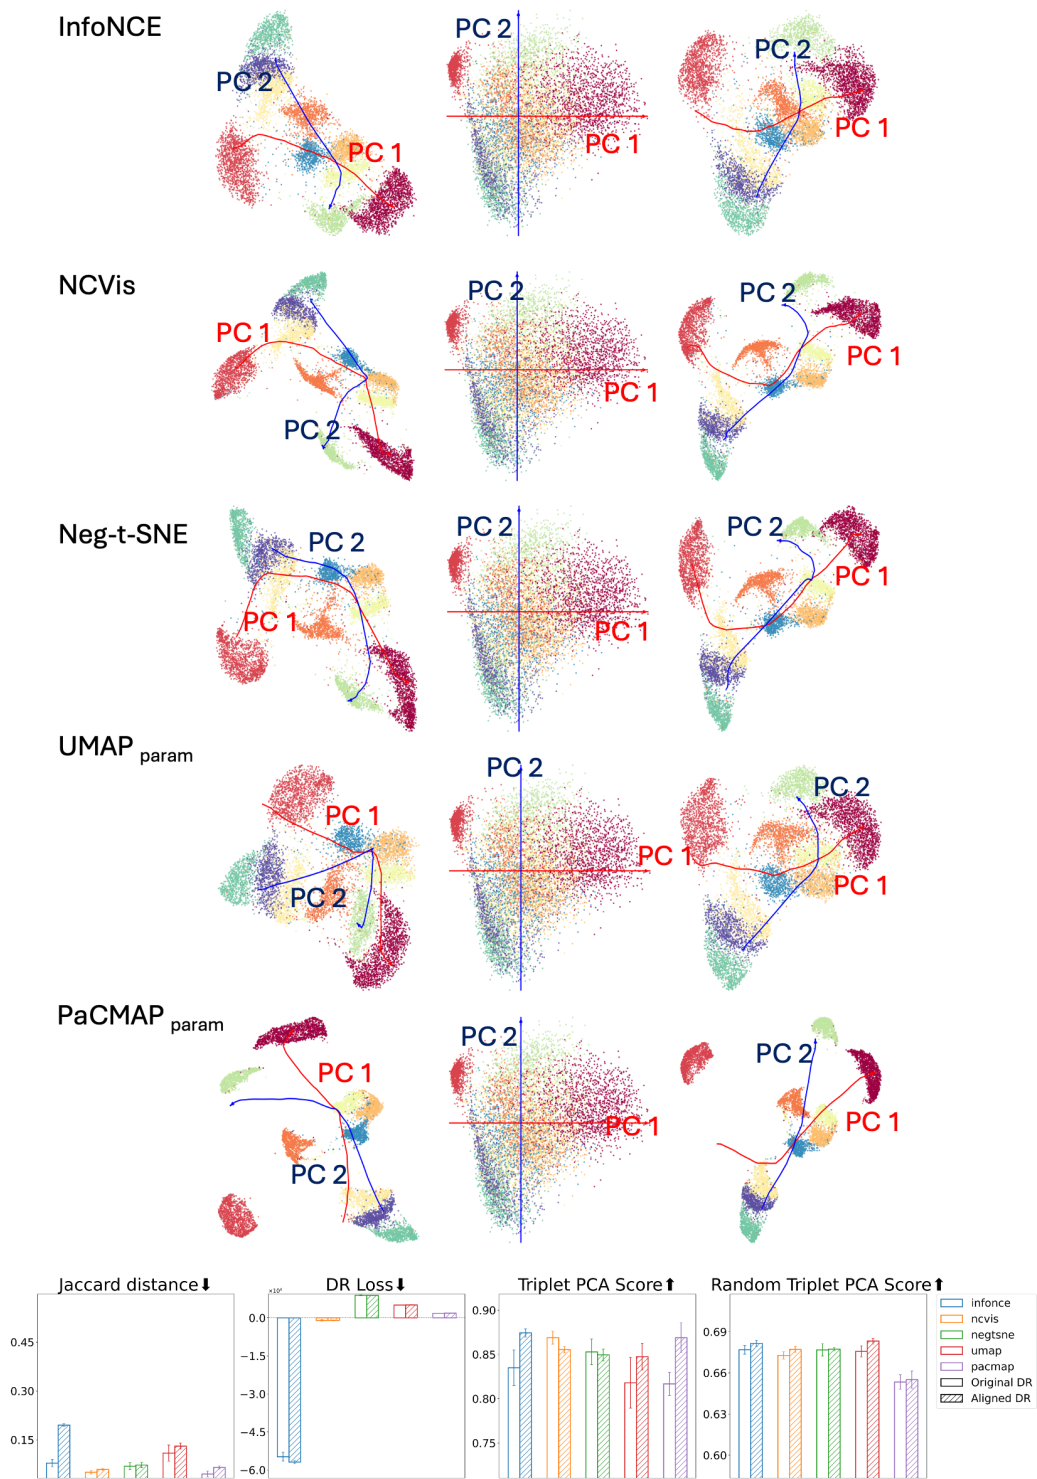 InfoNCE
PC 2
PC 1
PC 2
PC 1
PC 2
PC 1
NCVis
PC 1
PC 2
PC 2
PC 1
PC 2
PC 1
Neg-t-SNE
PC 2
PC 1
PC 2
PC 1
PC 2
PC 1
UMAP param
PC 1
PC 2
PC 2
PC 1
PC 2
PC 1
PaCMAP param
PC 1
PC 2
PC 2
PC 1
PC 2
PC 1
Jaccard distance⬇
0.45
0.30
0.15
DR Loss⬇
0.0
−1.5
−3.0
−4.5
−6.0
Triplet PCA Score⬆
0.90
0.85
0.80
0.75
Random Triplet PCA Score⬆
0.69
0.66
0.63
0.60
infonce
ncvis
negtsne
umap
pacmap
Original DR
Aligned DR